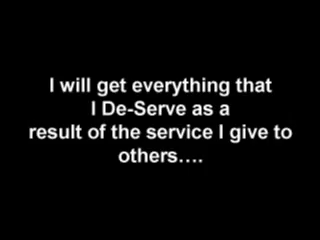 I will get everything that
I De-Serve as a
result of the service I give to
others….